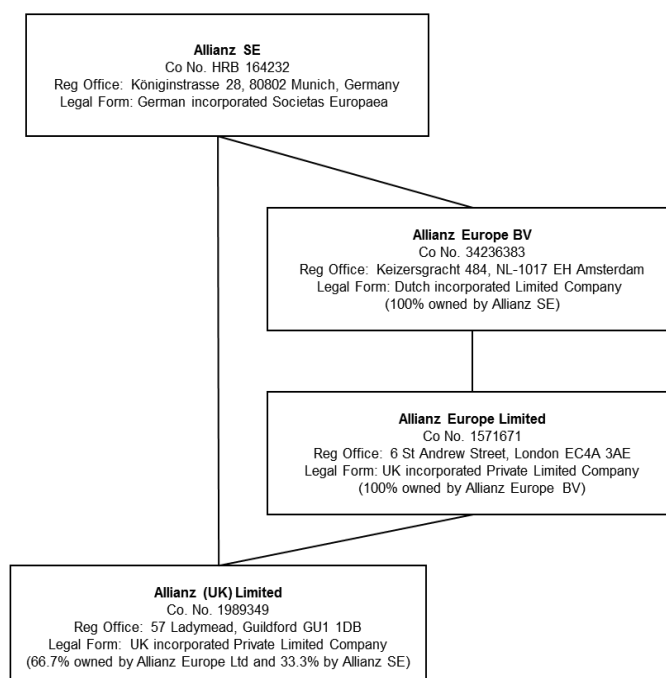 Allianz SE
Co No. HRB 164232
Reg Office: Königinstrasse 28, 80802 Munich, Germany
Legal Form: German incorporated Societas Europaea
Allianz Europe BV
Co No. 34236383
Reg Office: Keizersgracht 484, NL-1017 EH Amsterdam
Legal Form: Dutch incorporated Limited Company
(100% owned by Allianz SE)
Allianz Europe Limited
Co No. 1571671
Reg Office: 6 St Andrew Street, London EC4A 3AE
Legal Form: UK incorporated Private Limited Company
(100% owned by Allianz Europe BV)
Allianz (UK) Limited
Co. No. 1989349
Reg Office: 57 Ladymead, Guildford GU1 1DB
Legal Form: UK incorporated Private Limited Company
(66.7% owned by Allianz Europe Ltd and 33.3% by Allianz SE)